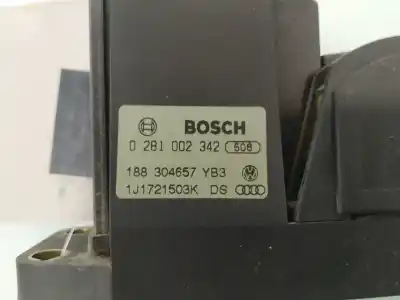 BOSCH
0 281 002 342 508
188 304657 YB3
1J1721503K DS